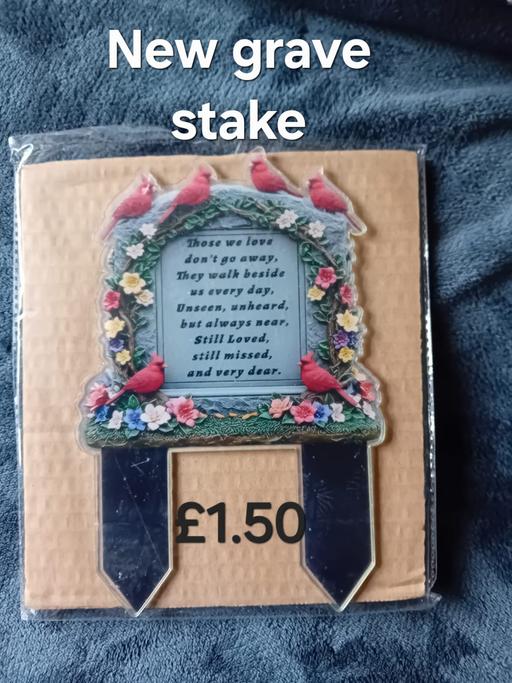 New grave
stake
Those we love
don't go away,
They walk beside
us every day,
Unseen, unheard,
but always near,
Still Loved,
still missed,
and very dear.
£1.50